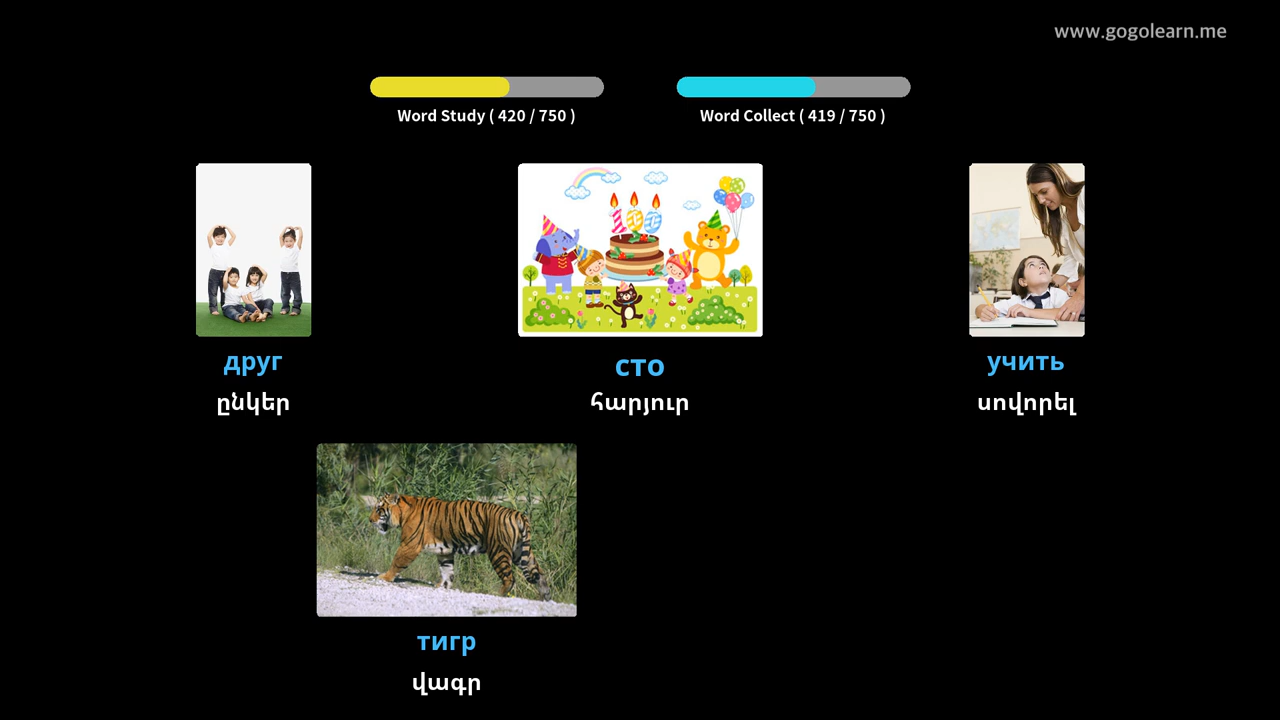 www.gogolearn.me
Word Study ( 420 / 750 )
Word Collect ( 419 / 750 )
100
друг
сто
учить
ընկեր
հարյուր
սովորել
тигр
վագր